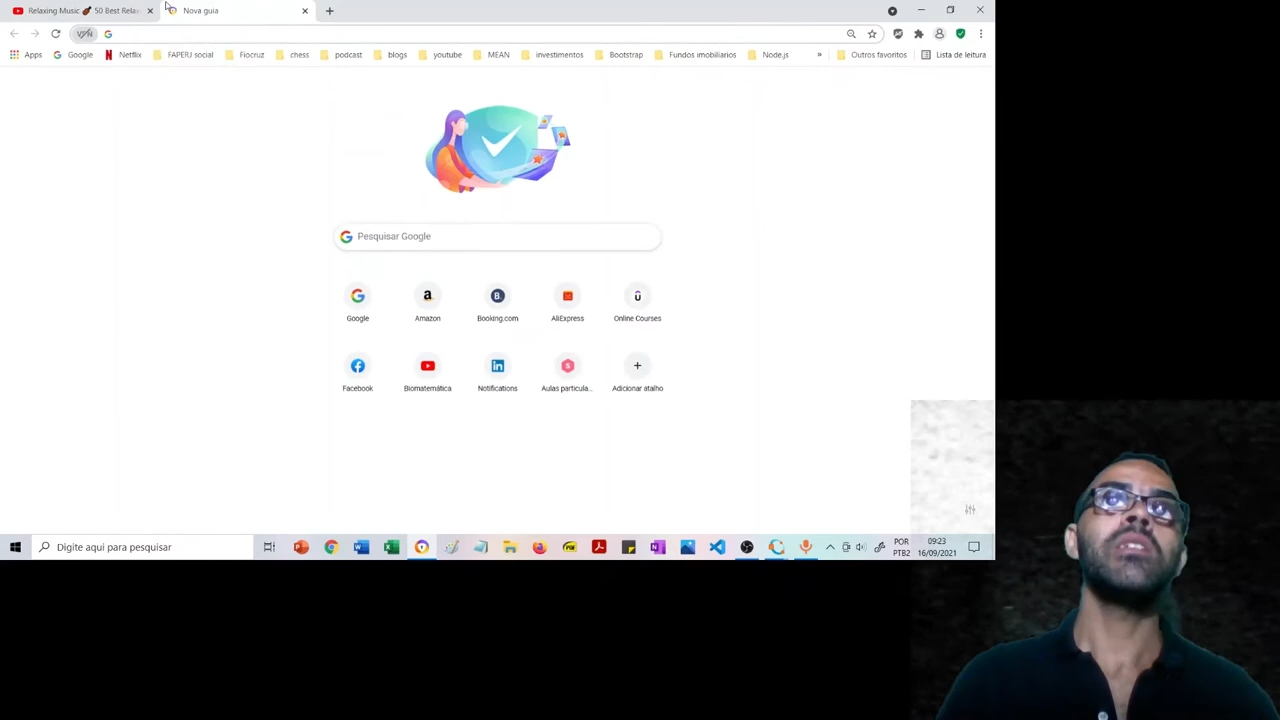 Relaxing Music 🎻 50 Best Relax
Nova guia
VPN
Apps
Google
Netflix
FAPERJ social
Fiocruz
chess
podcast
blogs
youtube
MEAN
investimentos
Bootstrap
Fundos imobiliarios
Node.js
»
Outros favoritos
Lista de leitura
Pesquisar Google
Google
Amazon
Booking.com
AliExpress
Online Courses
Facebook
Biomatemática
Notifications
Aulas particula...
Adicionar atalho
Digite aqui para pesquisar
POR
PTB2
09:23
16/09/2021